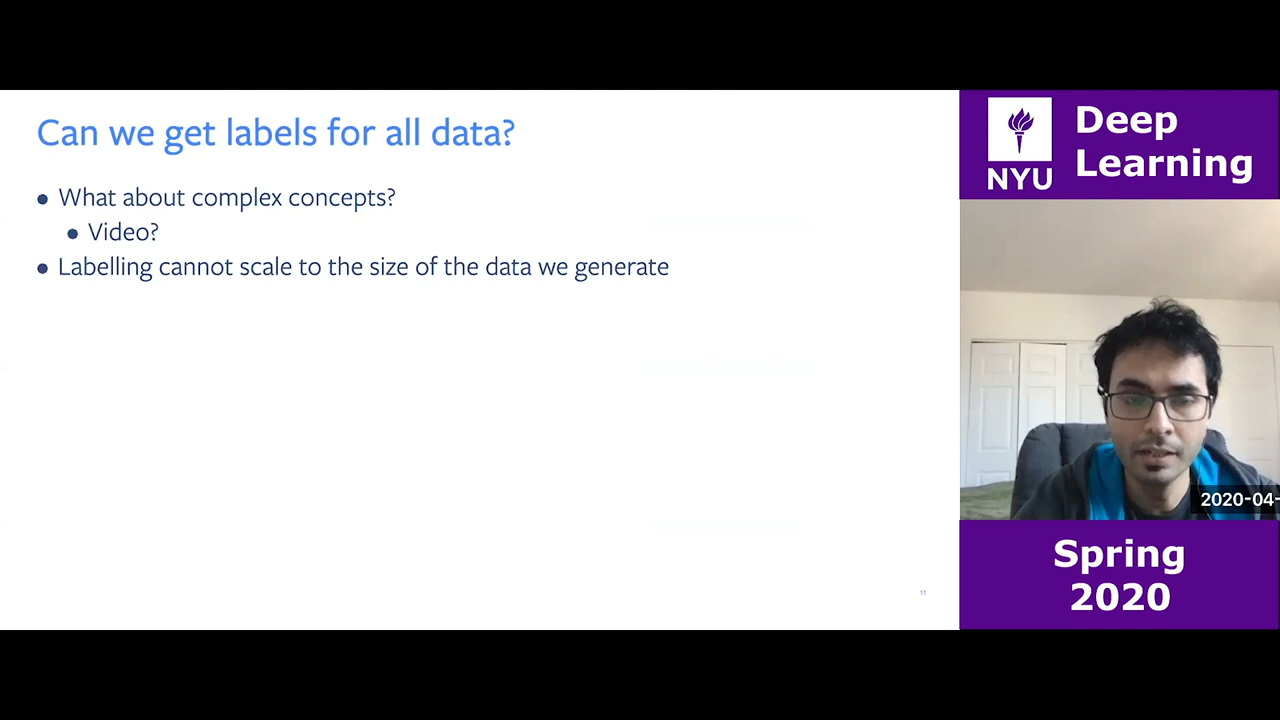 Can we get labels for all data?
• What about complex concepts?
• Video?
• Labelling cannot scale to the size of the data we generate
11
NYU
Deep
Learning
2020-04-
Spring
2020